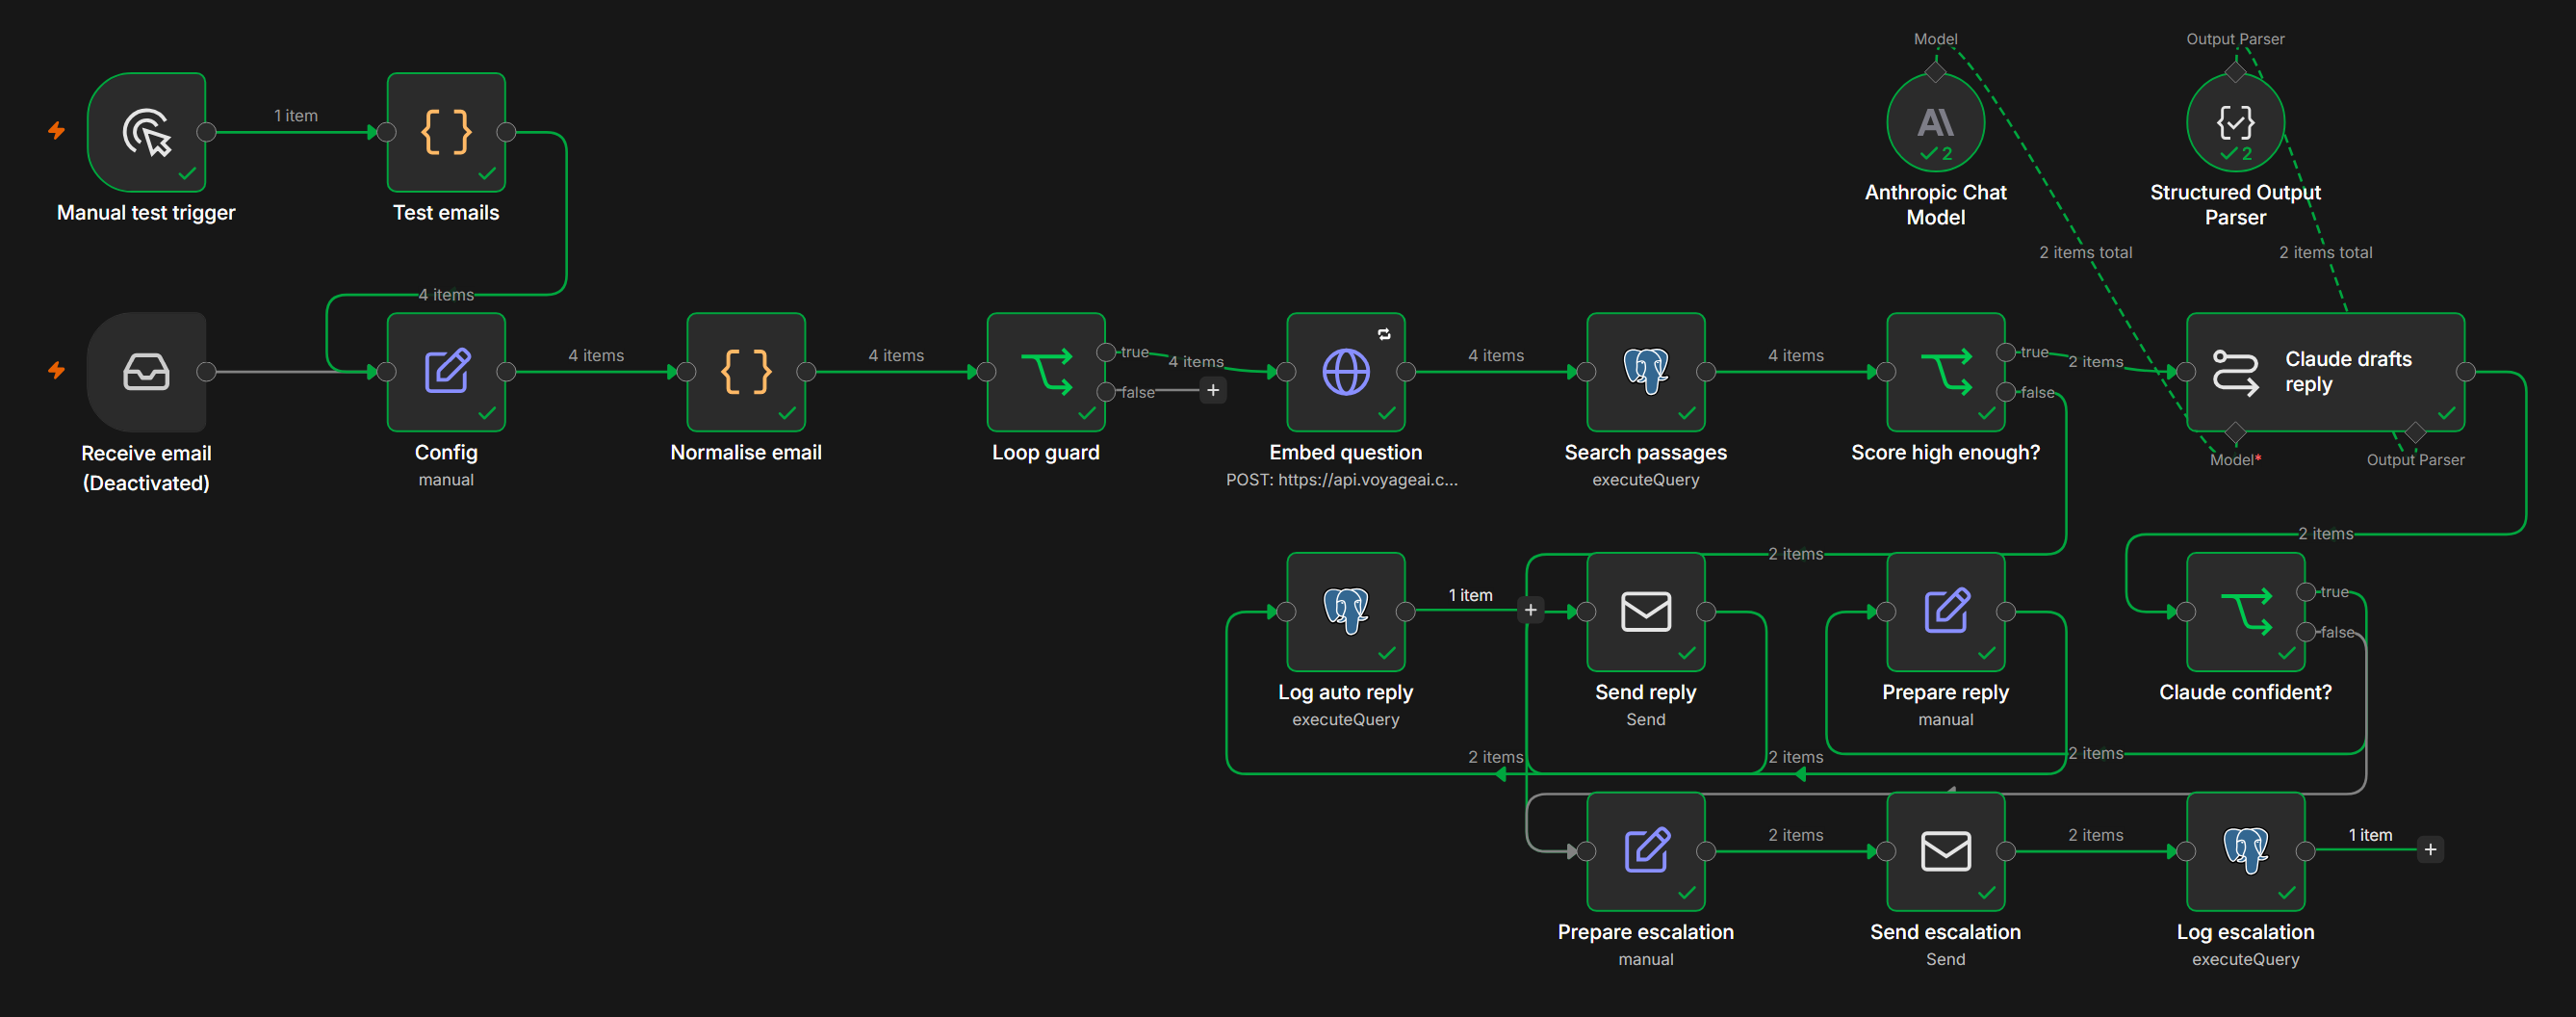 Model
Output Parser
1 item
2
2
Manual test trigger
Test emails
Anthropic Chat
Model
Structured Output
Parser
2 items total
2 items total
4 items
true
false
4 items
4 items
4 items
4 items
4 items
true
false
2 items
Claude drafts
reply
Receive email
(Deactivated)
Config
manual
Normalise email
Loop guard
Embed question
POST: https://api.voyageai.c...
Search passages
executeQuery
Score high enough?
Model*
Output Parser
2 items
2 items
1 item
true
false
Log auto reply
executeQuery
Send reply
Send
Prepare reply
manual
Claude confident?
2 items
2 items
2 items
2 items
2 items
1 item
Prepare escalation
manual
Send escalation
Send
Log escalation
executeQuery